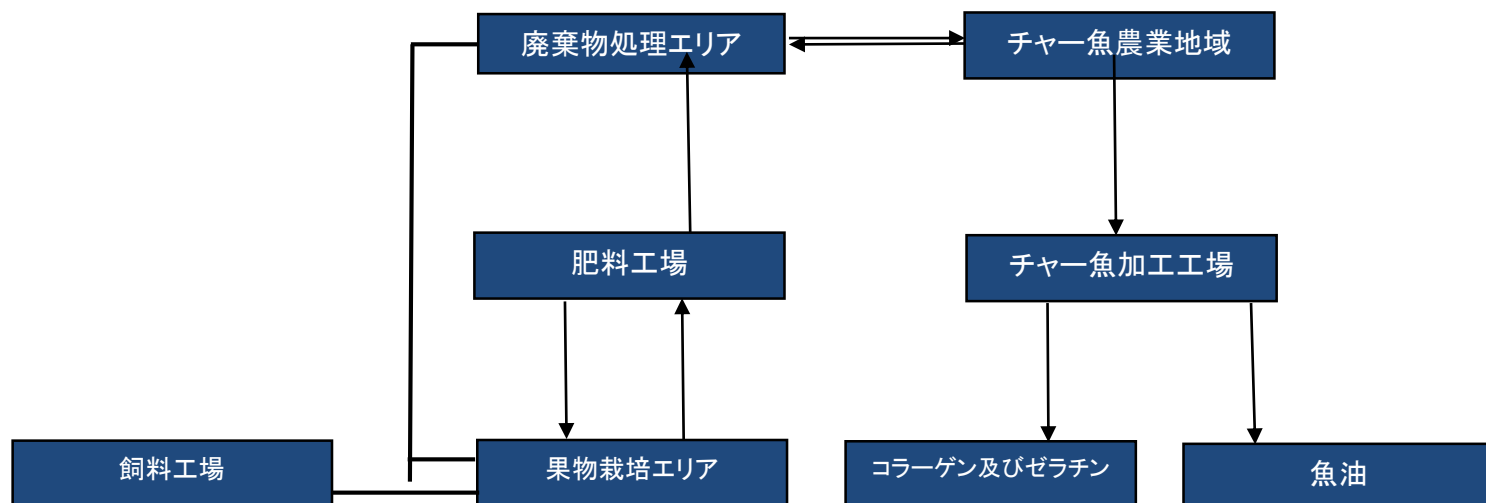 廃棄物処理エリア
チャー魚農業地域
肥料工場
チャー魚加工工場
飼料工場
果物栽培エリア
コラーゲン及びゼラチン
魚油